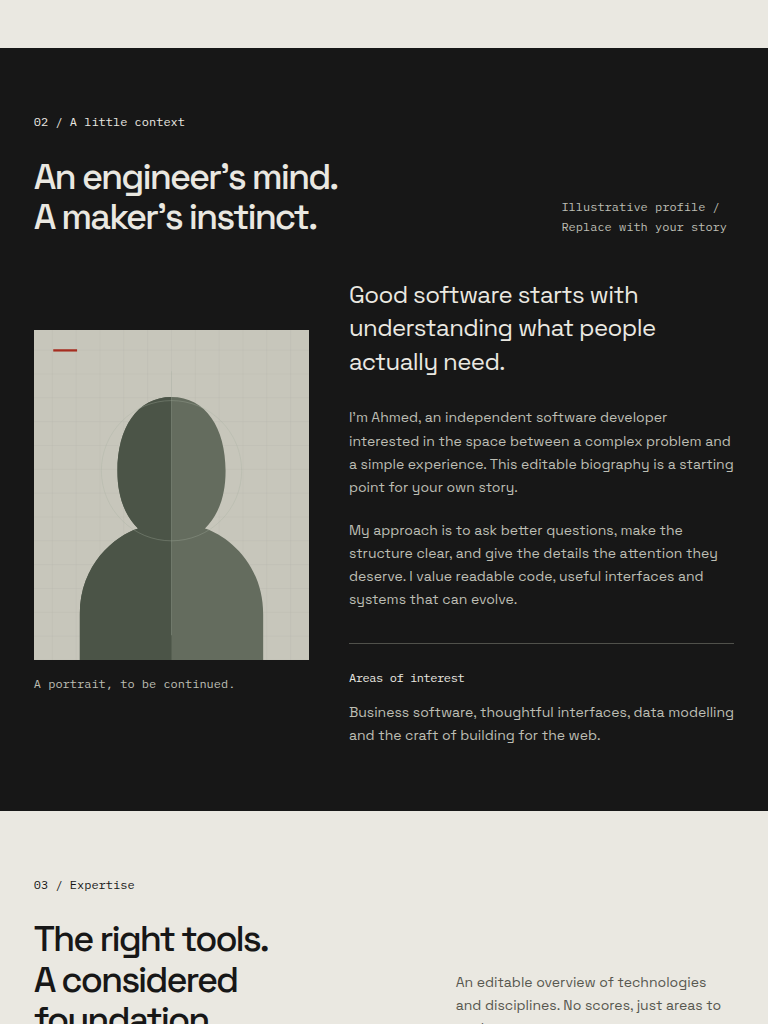 02 / A little context
An engineer’s mind.
A maker’s instinct.
Illustrative profile /
Replace with your story
Good software starts with
understanding what people
actually need.
I’m Ahmed, an independent software developer
interested in the space between a complex problem and
a simple experience. This editable biography is a starting
point for your own story.
My approach is to ask better questions, make the
structure clear, and give the details the attention they
deserve. I value readable code, useful interfaces and
systems that can evolve.
A portrait, to be continued.
Areas of interest
Business software, thoughtful interfaces, data modelling
and the craft of building for the web.
03 / Expertise
The right tools.
A considered
foundation
An editable overview of technologies
and disciplines. No scores, just areas to